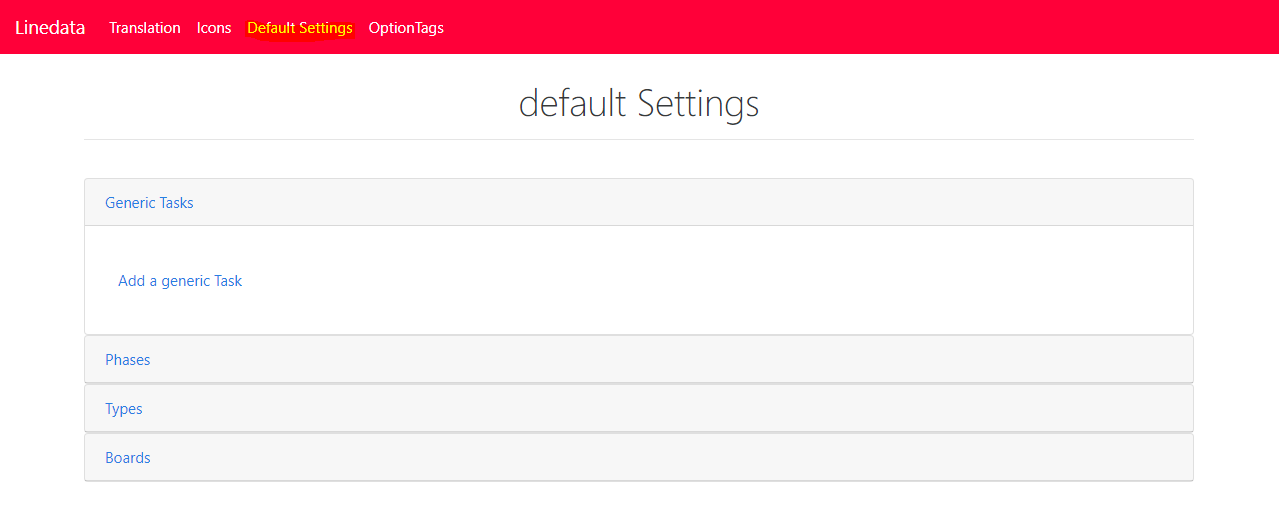 Linedata Translation Icons Default Settings OptionTags
default Settings
Generic Tasks
Add a generic Task
Phases
Types
Boards